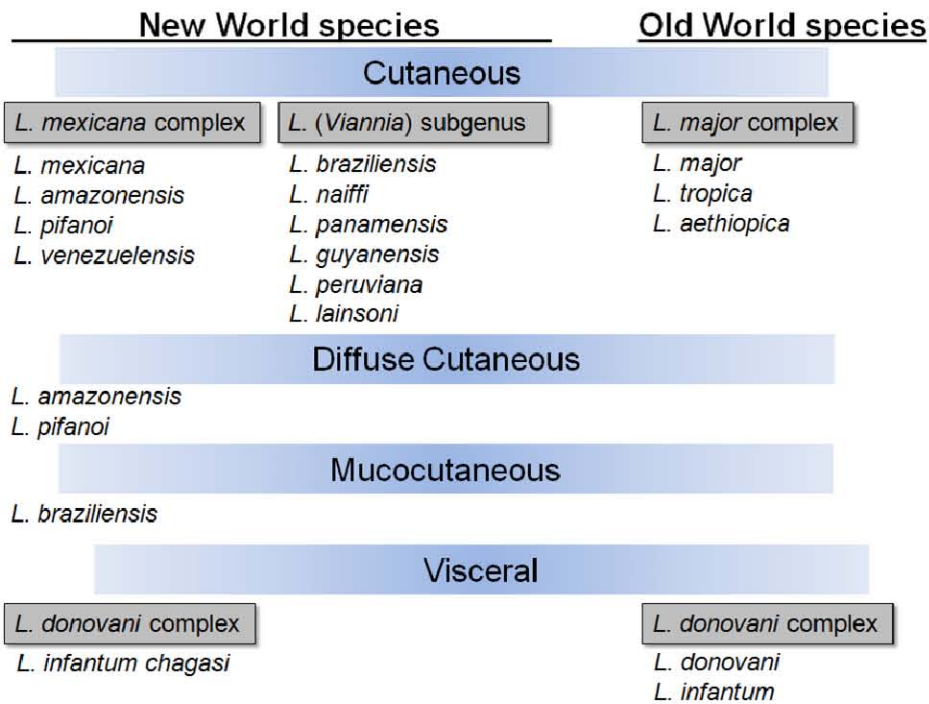 New World species
Old World species
Cutaneous
L. mexicana complex
L. mexicana
L. amazonensis
L. pifanoi
L. venezuelensis
L. (Viannia) subgenus
L. braziliensis
L. naiffi
L. panamensis
L. guyanensis
L. peruviana
L. lainsoni
L. major complex
L. major
L. tropica
L. aethiopica
Diffuse Cutaneous
L. amazonensis
L. pifanoi
Mucocutaneous
L. braziliensis
Visceral
L. donovani complex
L. infantum chagasi
L. donovani complex
L. donovani
L. infantum